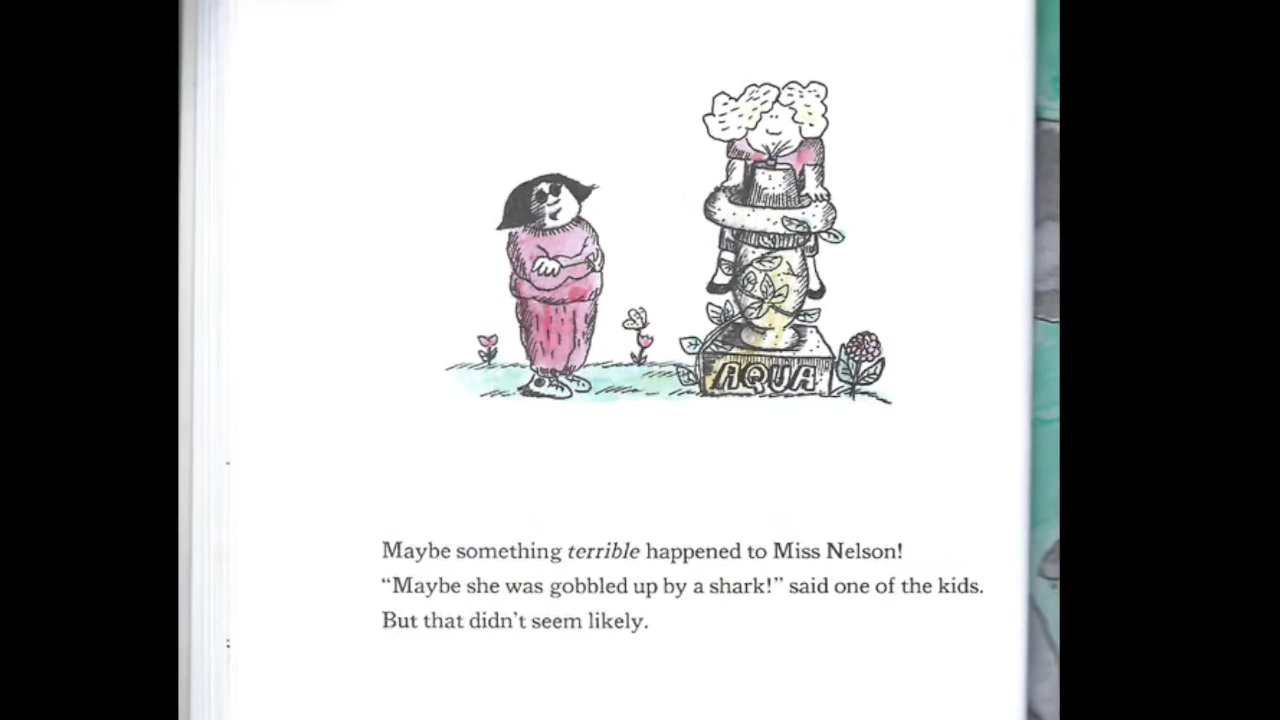 AQUA
Maybe something terrible happened to Miss Nelson!
“Maybe she was gobbled up by a shark!” said one of the kids.
But that didn’t seem likely.